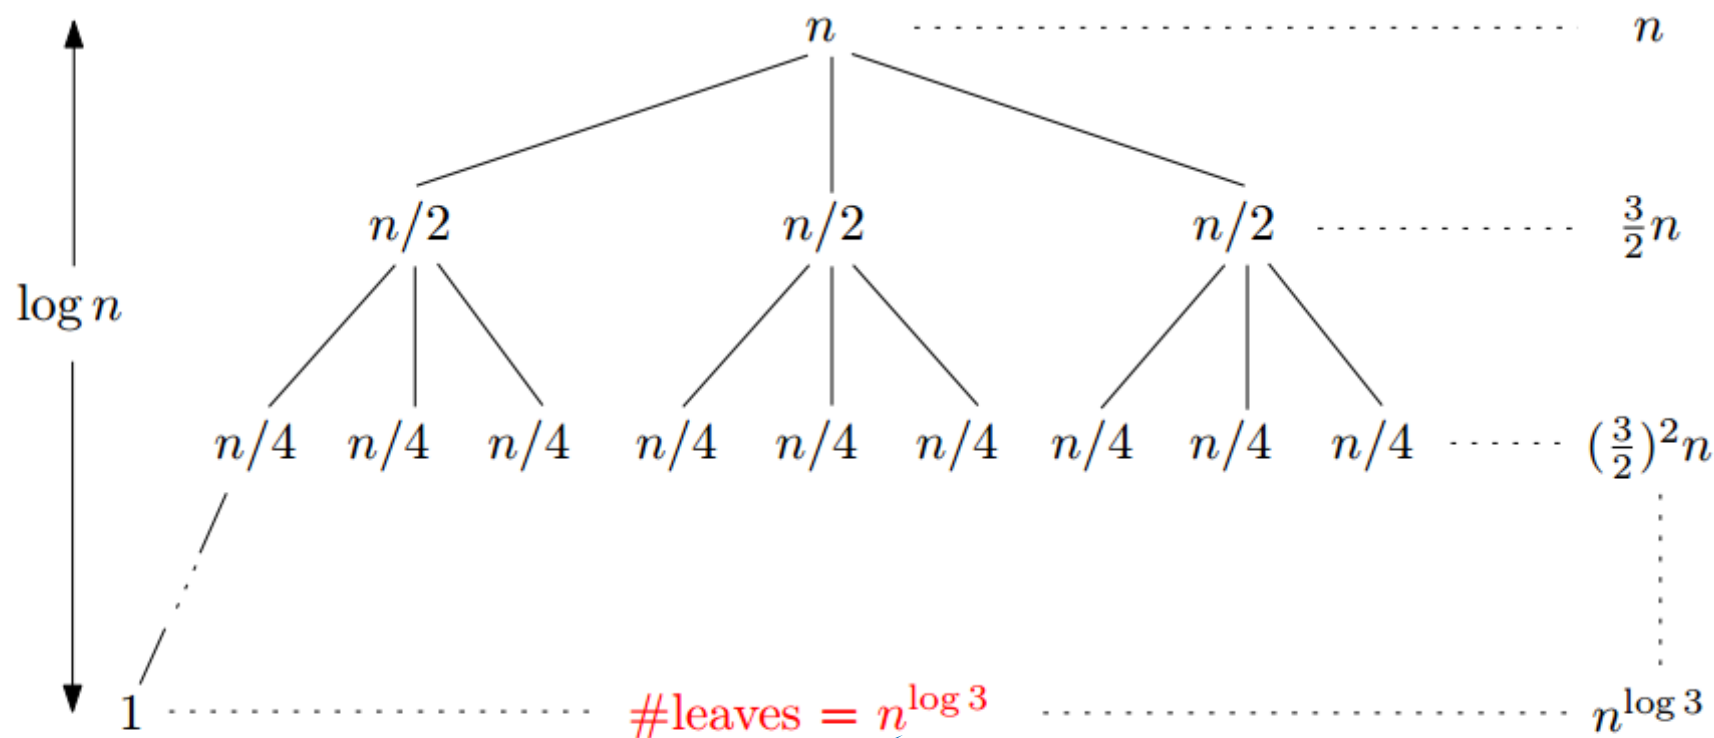 n n
n/2 n/2 n/2 3/2 n
log n
n/4 n/4 n/4 n/4 n/4 n/4 n/4 n/4 n/4 (3/2)²n
1 #leaves = n^{log 3} n^{log 3}